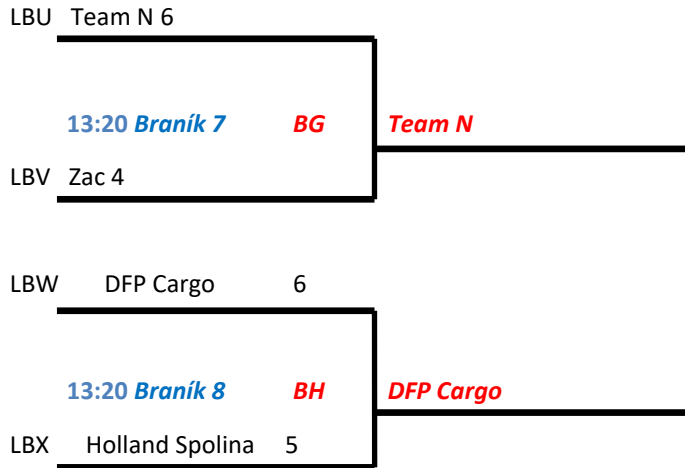 LBU Team N 6
13:20 Braník 7 BG Team N
LBV Zac 4
LBW DFP Cargo 6
13:20 Braník 8 BH DFP Cargo
LBX Holland Spolina 5